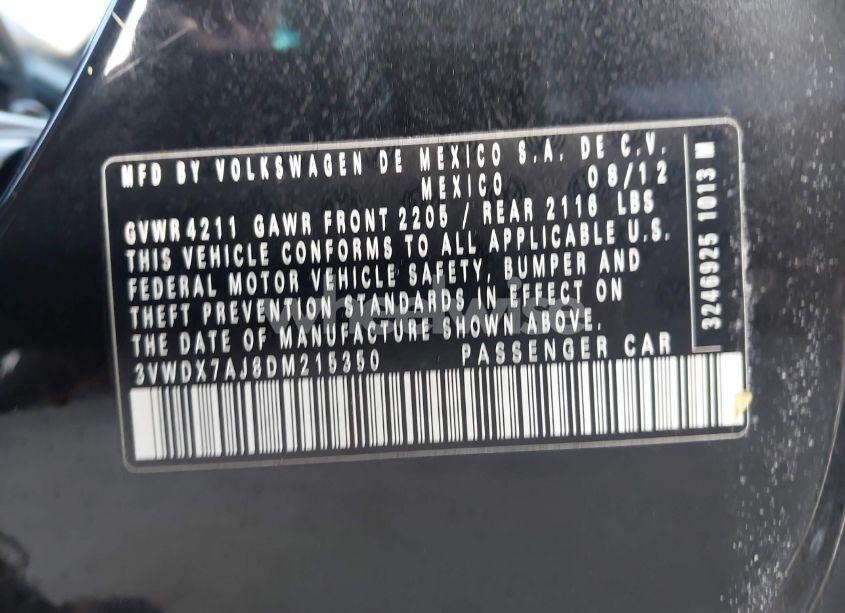 MFD BY VOLKSWAGEN DE MEXICO S.A. DE C.V.
MEXICO 08/12
GVWR 4211 GAWR FRONT 2205 / REAR 2116 LBS
THIS VEHICLE CONFORMS TO ALL APPLICABLE U.S.
FEDERAL MOTOR VEHICLE SAFETY, BUMPER AND
THEFT PREVENTION STANDARDS IN EFFECT ON
THE DATE OF MANUFACTURE SHOWN ABOVE.
3VWDX7AJ8DM215350 PASSENGER CAR
3246925 1013 M
wheelwise